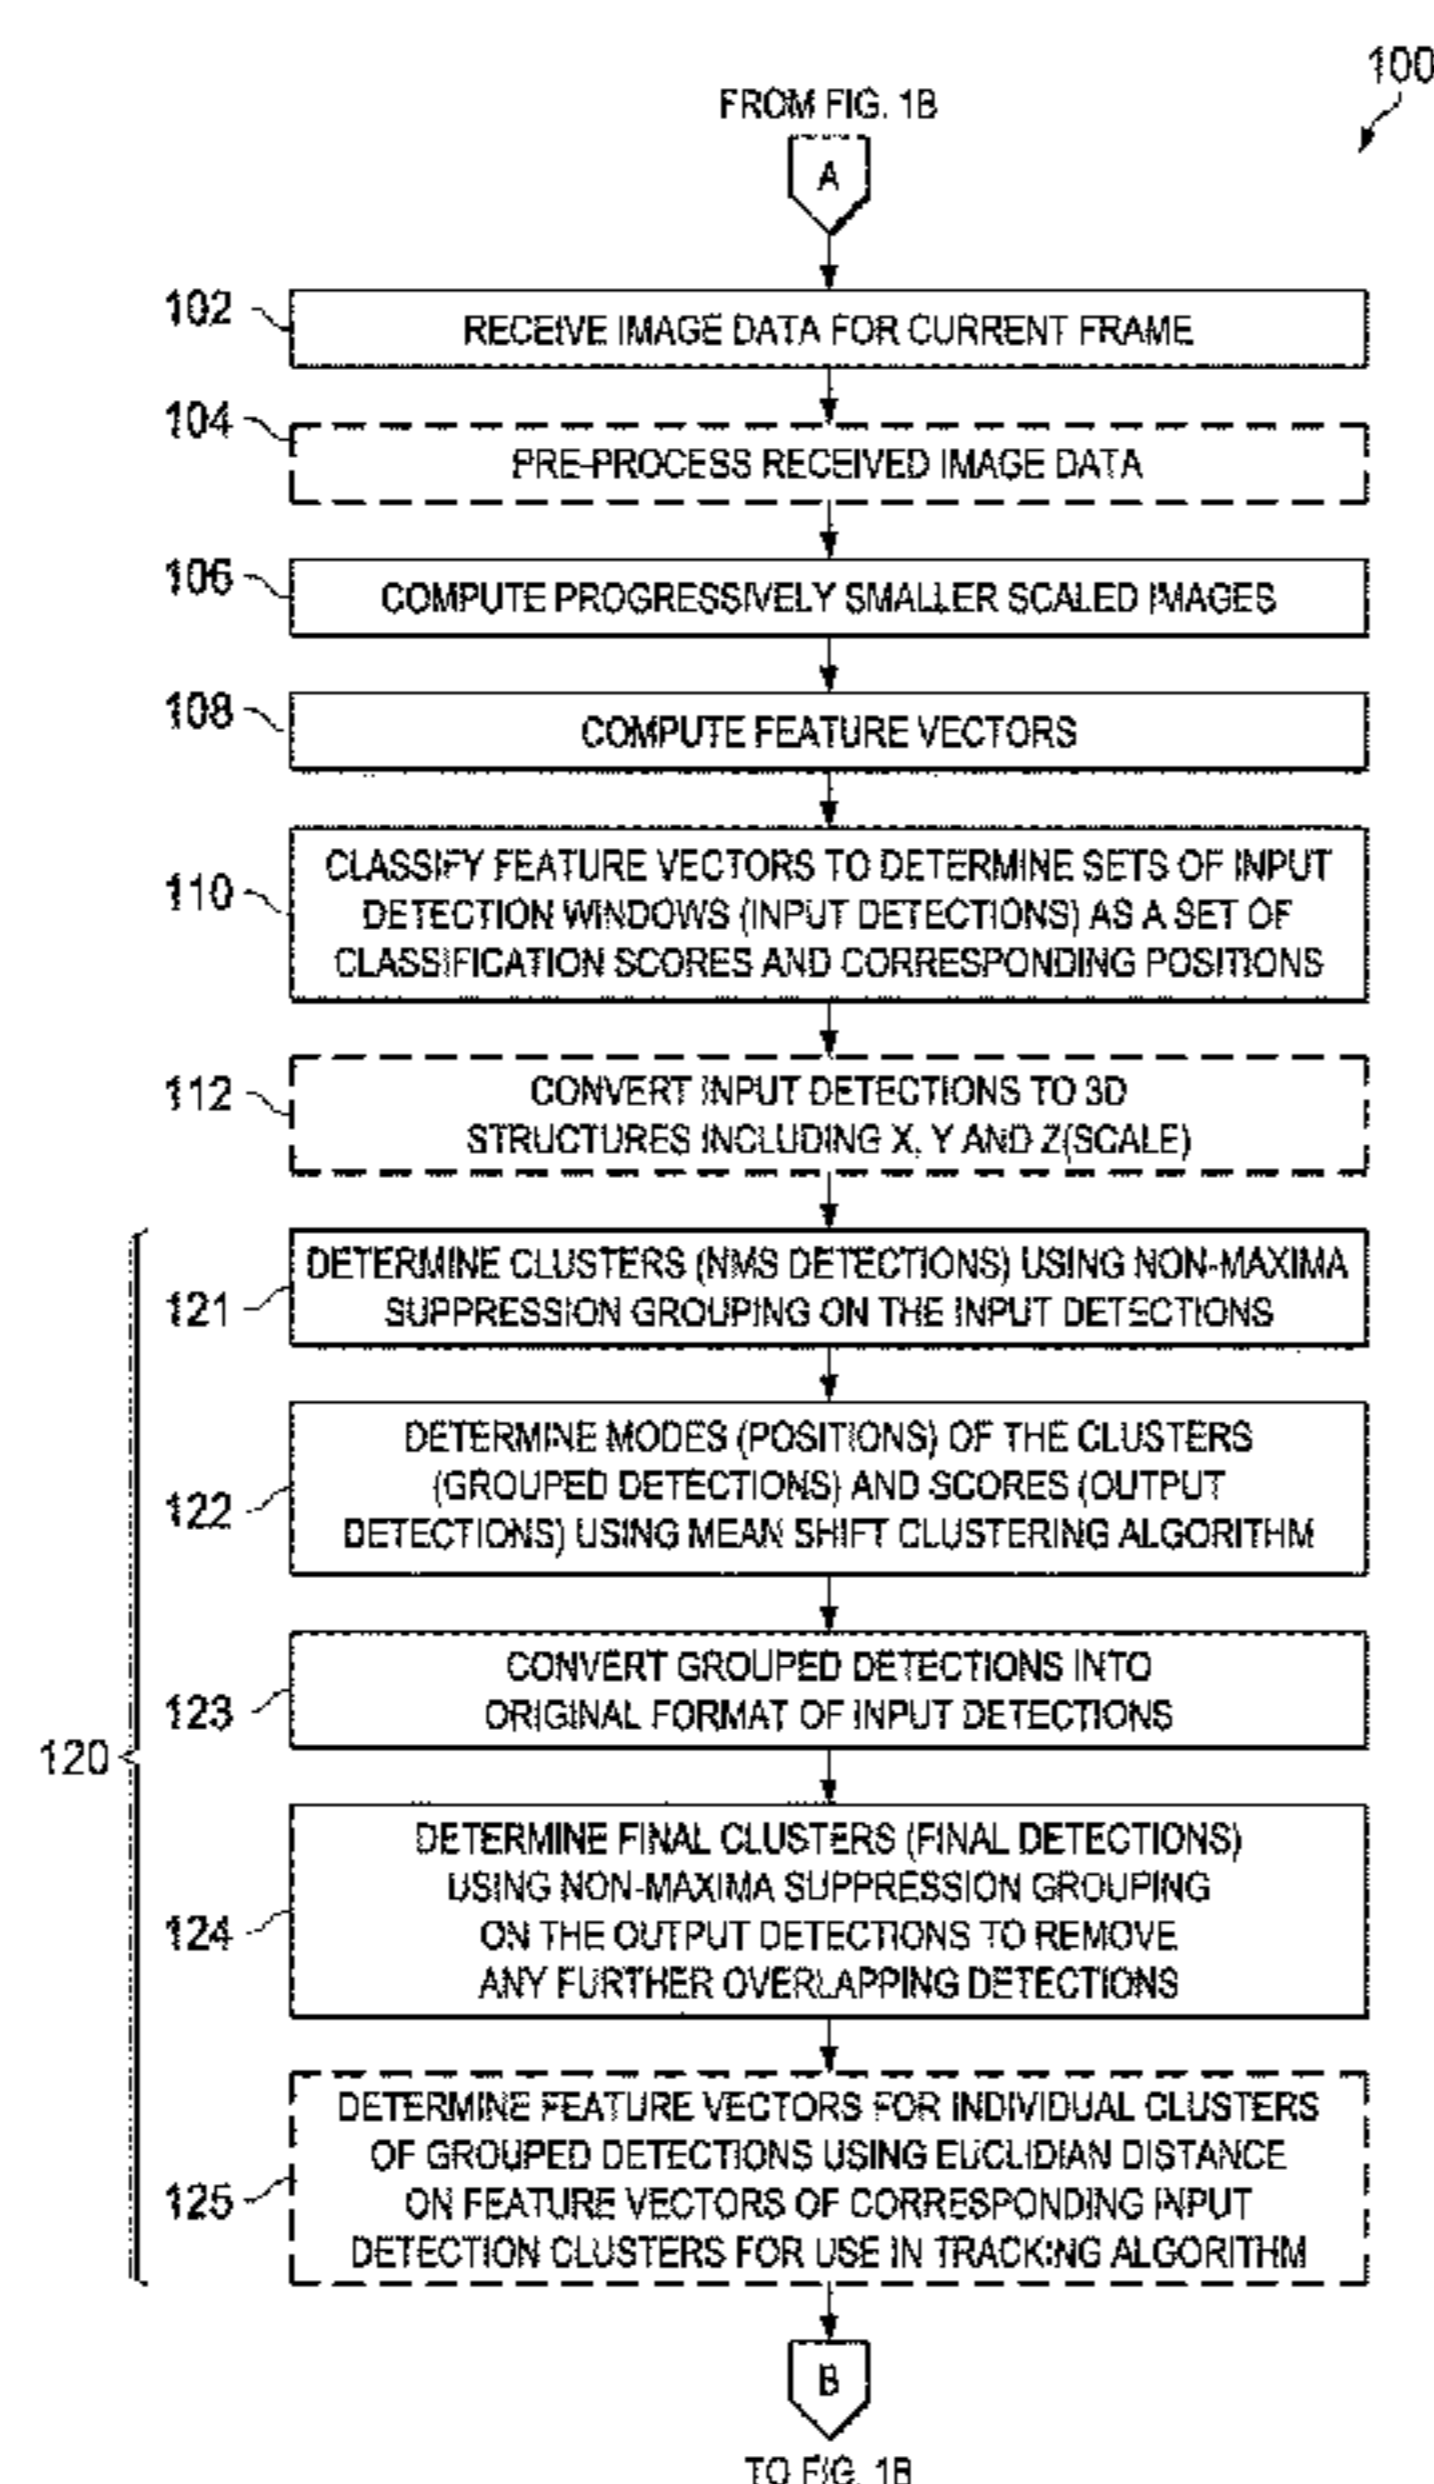 100
FROM FIG. 1B
A
102
RECEIVE IMAGE DATA FOR CURRENT FRAME
104
PRE-PROCESS RECEIVED IMAGE DATA
106
COMPUTE PROGRESSIVELY SMALLER SCALED IMAGES
108
COMPUTE FEATURE VECTORS
110
CLASSIFY FEATURE VECTORS TO DETERMINE SETS OF INPUT
DETECTION WINDOWS (INPUT DETECTIONS) AS A SET OF
CLASSIFICATION SCORES AND CORRESPONDING POSITIONS
112
CONVERT INPUT DETECTIONS TO 3D
STRUCTURES INCLUDING X, Y AND Z(SCALE)
120
121
DETERMINE CLUSTERS (NMS DETECTIONS) USING NON-MAXIMA
SUPPRESSION GROUPING ON THE INPUT DETECTIONS
122
DETERMINE MODES (POSITIONS) OF THE CLUSTERS
(GROUPED DETECTIONS) AND SCORES (OUTPUT
DETECTIONS) USING MEAN SHIFT CLUSTERING ALGORITHM
123
CONVERT GROUPED DETECTIONS INTO
ORIGINAL FORMAT OF INPUT DETECTIONS
124
DETERMINE FINAL CLUSTERS (FINAL DETECTIONS)
USING NON-MAXIMA SUPPRESSION GROUPING
ON THE OUTPUT DETECTIONS TO REMOVE
ANY FURTHER OVERLAPPING DETECTIONS
125
DETERMINE FEATURE VECTORS FOR INDIVIDUAL CLUSTERS
OF GROUPED DETECTIONS USING EUCLIDIAN DISTANCE
ON FEATURE VECTORS OF CORRESPONDING INPUT
DETECTION CLUSTERS FOR USE IN TRACKING ALGORITHM
B
TO FIG. 1B